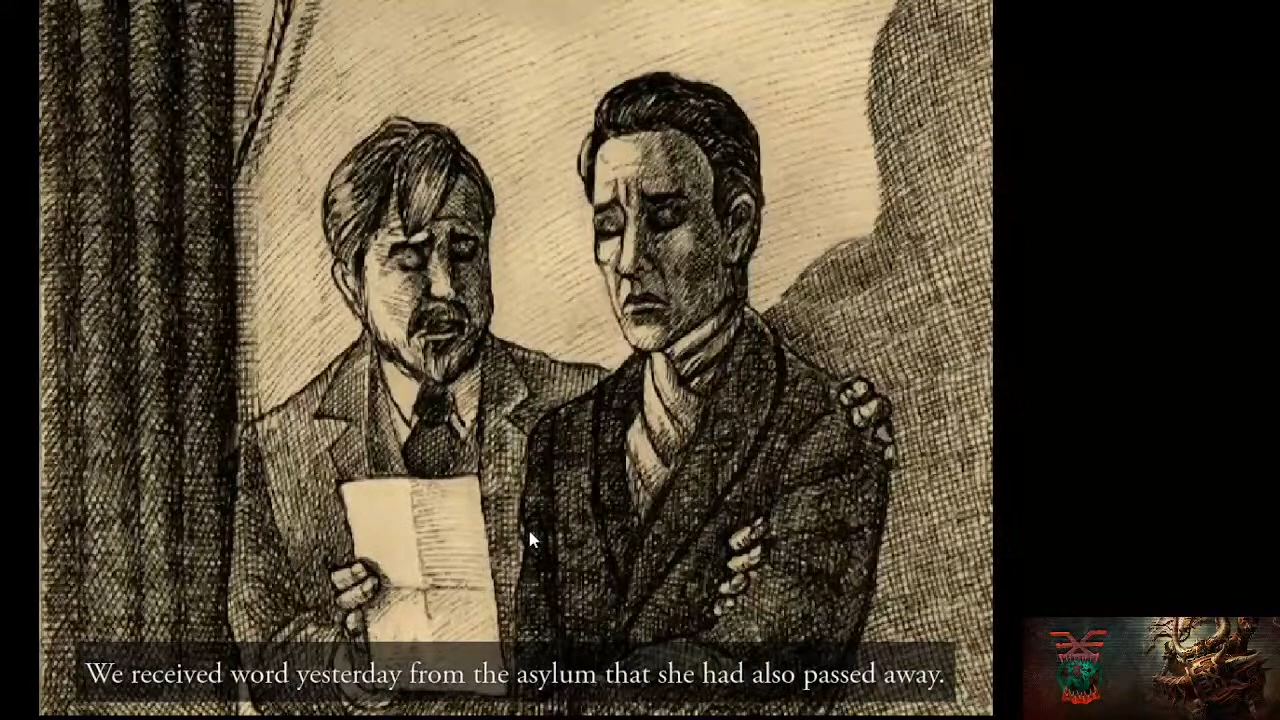 We received word yesterday from the asylum that she had also passed away.